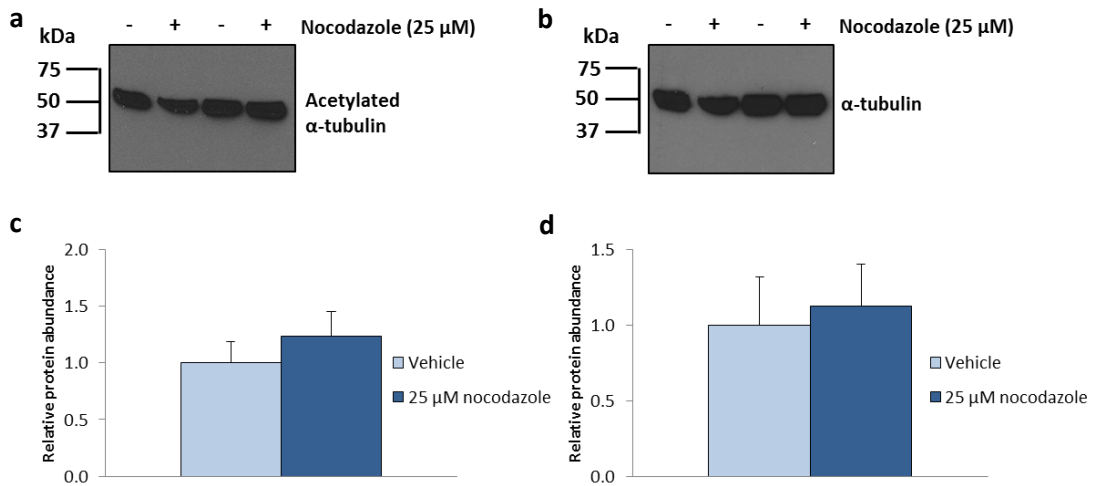 a
- + - + Nocodazole (25 µM)
kDa
75
50
37
Acetylated
α-tubulin
b
- + - + Nocodazole (25 µM)
kDa
75
50
37
α-tubulin
c
Relative protein abundance
2.0
1.5
1.0
0.5
0.0
Vehicle
25 µM nocodazole
d
Relative protein abundance
1.5
1.0
0.5
0.0
Vehicle
25 µM nocodazole